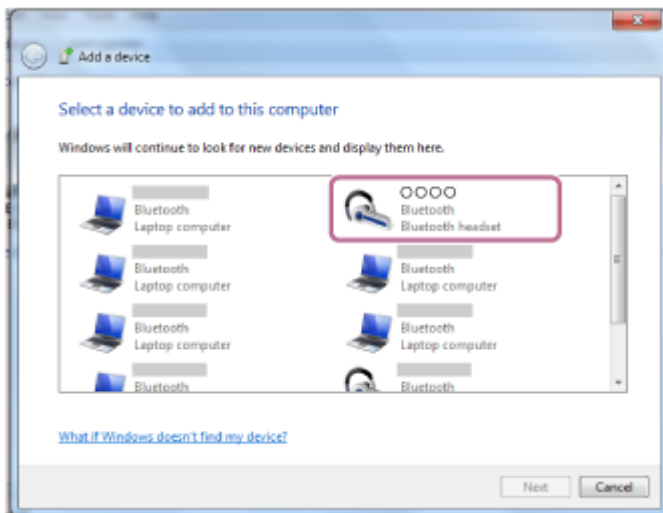 Add a device
Select a device to add to this computer
Windows will continue to look for new devices and display them here.
Bluetooth
Laptop computer
OOOO
Bluetooth
Bluetooth headset
Bluetooth
Laptop computer
Bluetooth
Laptop computer
Bluetooth
Laptop computer
Bluetooth
Laptop computer
Bluetooth
Bluetooth
What if Windows doesn't find my device?
Next
Cancel